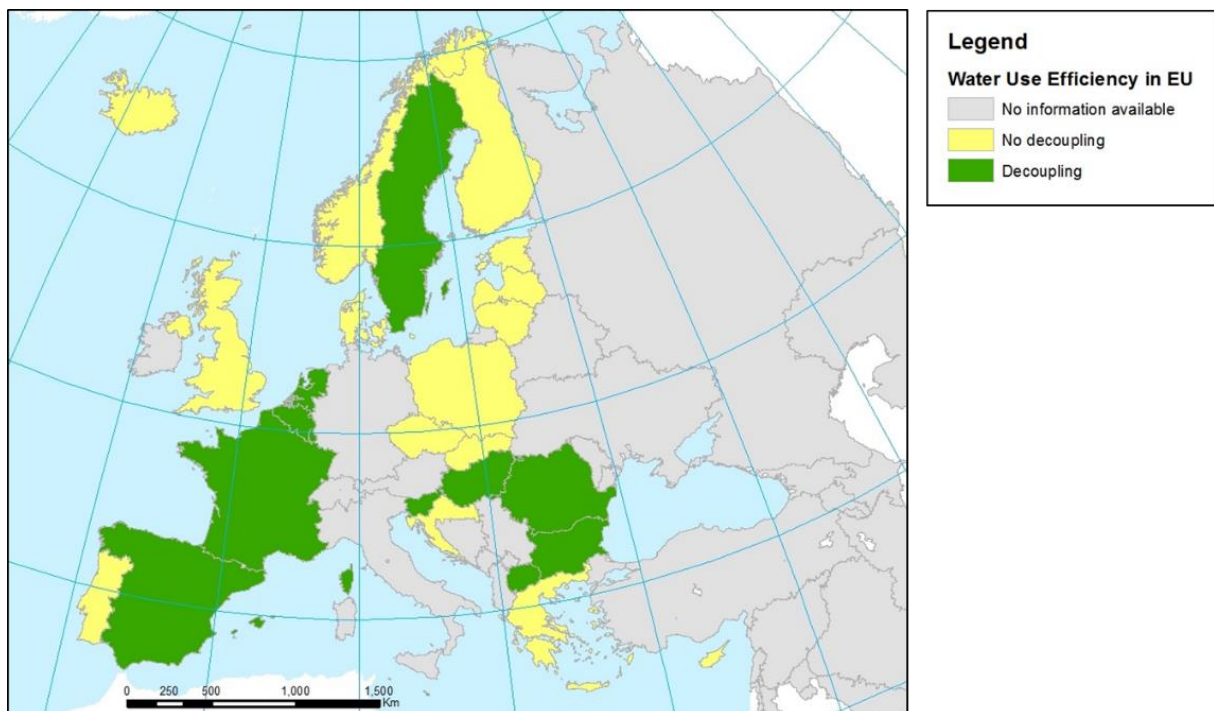 Legend
Water Use Efficiency in EU
No information available
No decoupling
Decoupling
0 250 500 1,000 1,500
Km